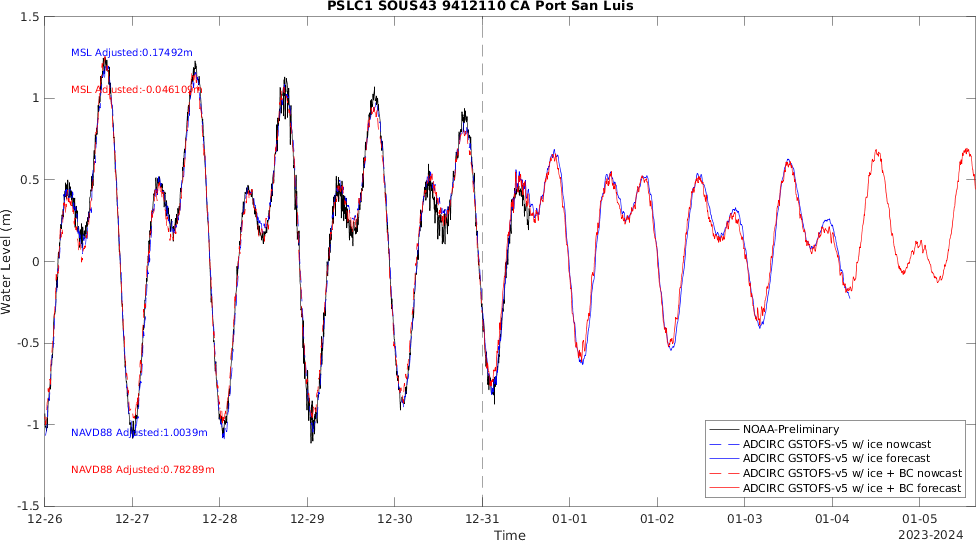 PSLC1 SOUS43 9412110 CA Port San Luis
1.5
1
0.5
0
-0.5
-1
-1.5
Water Level (m)
MSL Adjusted:0.17492m
MSL Adjusted:-0.046109m
NAVD88 Adjusted:1.0039m
NAVD88 Adjusted:0.78289m
NOAA-Preliminary
ADCIRC GSTOFS-v5 w/ ice nowcast
ADCIRC GSTOFS-v5 w/ ice forecast
ADCIRC GSTOFS-v5 w/ ice + BC nowcast
ADCIRC GSTOFS-v5 w/ ice + BC forecast
12-26 12-27 12-28 12-29 12-30 12-31 01-01 01-02 01-03 01-04 01-05
Time
2023-2024